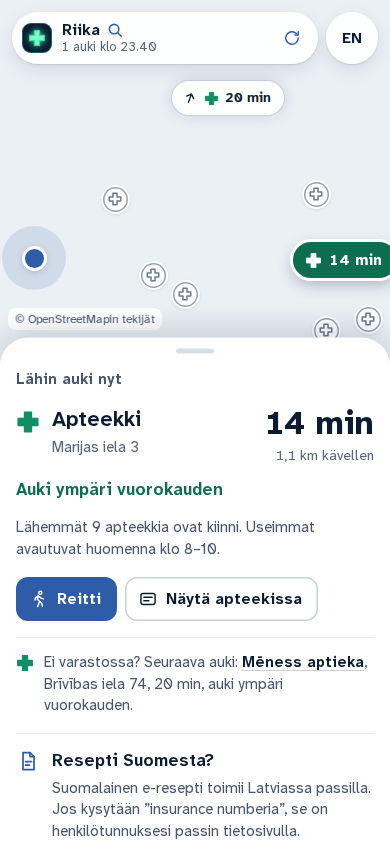 Riika
1 auki klo 23.40
EN
20 min
14 min
© OpenStreetMapin tekijät
Lähin auki nyt
Apteekki
14 min
Marijas iela 3
1,1 km kävellen
Auki ympäri vuorokauden
Lähemmät 9 apteekkia ovat kiinni. Useimmat
avautuvat huomenna klo 8–10.
Reitti
Näytä apteekissa
Ei varastossa? Seuraava auki: Mēness aptieka,
Brīvības iela 74, 20 min, auki ympäri
vuorokauden.
Resepti Suomesta?
Suomalainen e-resepti toimii Latviassa passilla.
Jos kysytään ”insurance numberia”, se on
henkilötunnuksesi passin tietosivulla.